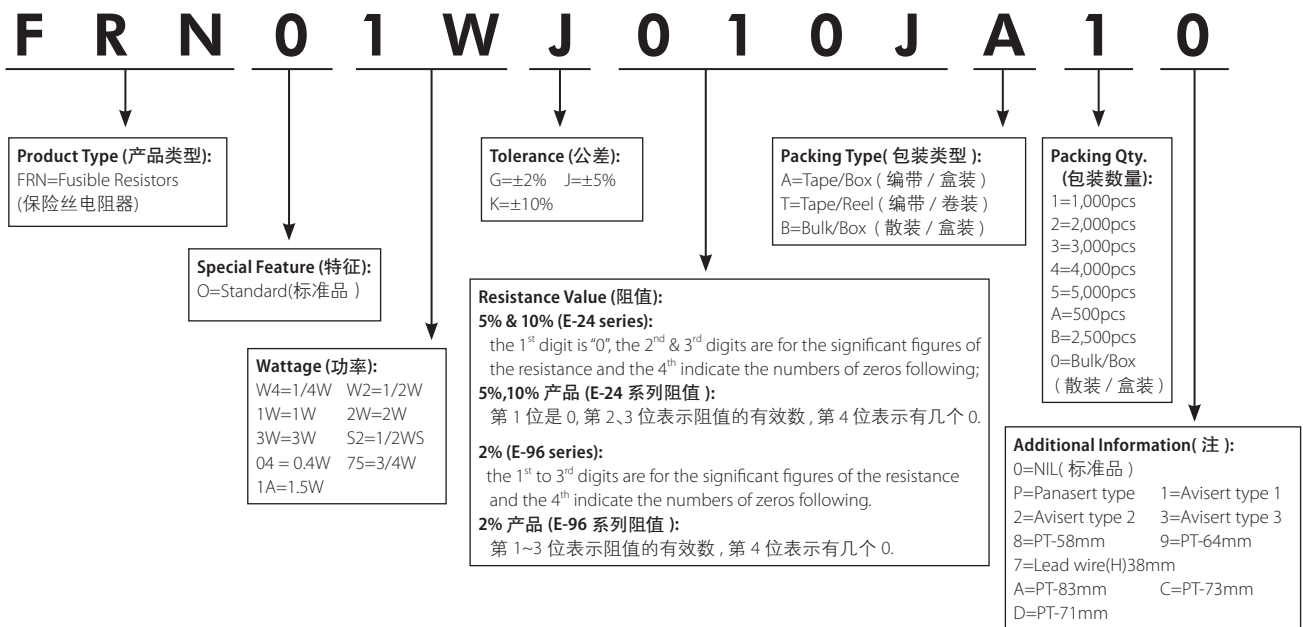 F R N 0 1 W J 0 1 0 J A 1 0
Product Type (产品类型):
FRN=Fusible Resistors
(保险丝电阻器)
Special Feature (特征):
O=Standard(标准品 )
Wattage (功率):
W4=1/4W W2=1/2W
1W=1W 2W=2W
3W=3W S2=1/2WS
04 = 0.4W 75=3/4W
1A=1.5W
Tolerance (公差):
G=±2% J=±5%
K=±10%
Resistance Value (阻值):
5% & 10% (E-24 series):
the 1st digit is "0", the 2nd & 3rd digits are for the significant figures of
the resistance and the 4th indicate the numbers of zeros following;
5%,10% 产品 (E-24 系列阻值 ):
第 1 位是 0, 第 2、3 位表示阻值的有效数 , 第 4 位表示有几个 0.
2% (E-96 series):
the 1st to 3rd digits are for the significant figures of the resistance
and the 4th indicate the numbers of zeros following.
2% 产品 (E-96 系列阻值 ):
第 1~3 位表示阻值的有效数 , 第 4 位表示有几个 0.
Packing Type( 包装类型 ):
A=Tape/Box ( 编带 / 盒装 )
T=Tape/Reel ( 编带 / 卷装 )
B=Bulk/Box ( 散装 / 盒装 )
Packing Qty.
(包装数量):
1=1,000pcs
2=2,000pcs
3=3,000pcs
4=4,000pcs
5=5,000pcs
A=500pcs
B=2,500pcs
0=Bulk/Box
( 散装 / 盒装 )
Additional Information( 注 ):
0=NIL( 标准品 )
P=Panasert type 1=Avisert type 1
2=Avisert type 2 3=Avisert type 3
8=PT-58mm 9=PT-64mm
7=Lead wire(H)38mm
A=PT-83mm C=PT-73mm
D=PT-71mm